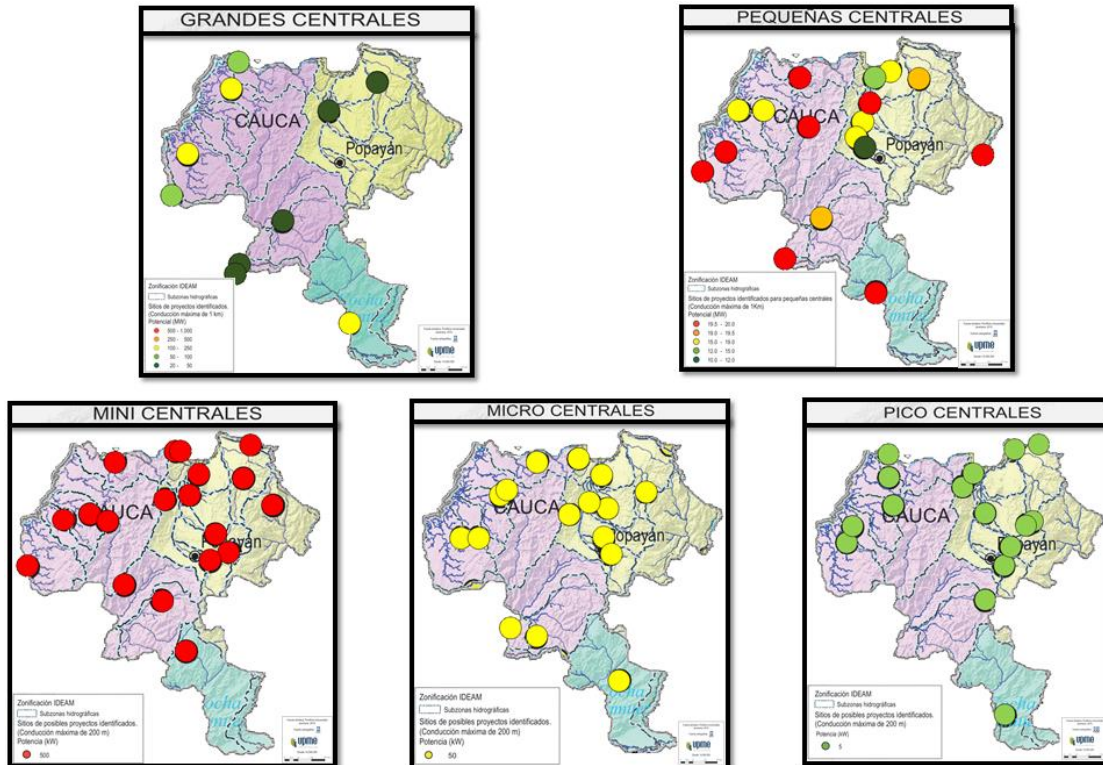 GRANDES CENTRALES
CAUCA
Popayán
Zonificación IDEAM
Subzonas hidrográficas
Sitios de proyectos identificados.
(Conducción máxima de 1 km)
Potencial (MW)
500 - 1.000
250 - 500
100 - 250
50 - 100
20 - 50
upme
PEQUEÑAS CENTRALES
CAUCA
Popayán
Zonificación IDEAM
Subzonas hidrográficas
Sitios de proyectos identificados para pequeñas centrales
(Conducción máxima de 1Km)
Potencial (MW)
19.5 - 20.0
19.0 - 19.5
15.0 - 19.0
12.0 - 15.0
10.0 - 12.0
upme
MINI CENTRALES
AUCA
Zonificación IDEAM
Subzonas hidrográficas
Sitios de posibles proyectos identificados.
(Conducción máxima de 200 m)
Potencia (kW)
500
upme
MICRO CENTRALES
CAUCA
opayán
Zonificación IDEAM
Subzonas hidrográficas
Sitios de posibles proyectos identificados.
(Conducción máxima de 200 m)
Potencia (kW)
50
upme
PICO CENTRALES
CAUCA
Zonificación IDEAM
Subzonas hidrográficas
Sitios de posibles proyectos identificados.
(Conducción máxima de 200 m)
Potencia (kW)
5
upme